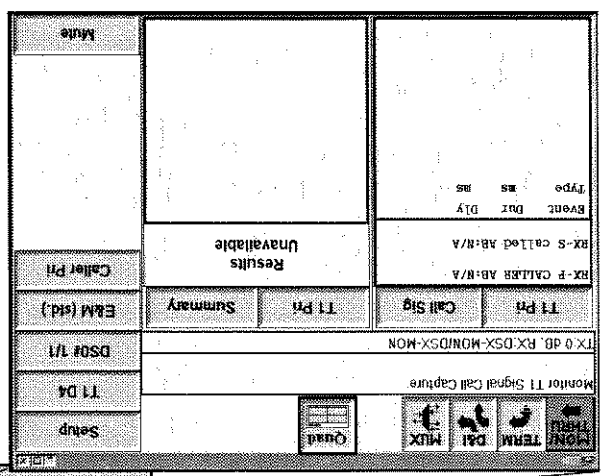 MON/ THRU TERM D&I MUX Quad
Setup
Monitor T1 Signal Call Capture
T1 D4
TX:0 dB, RX:DSX-MON/DSX-MON
DS0# 1/1
T1 Pri Call Sig T1 Pri Summary
E&M (std.)
RX-P CALLER AB:N/A
RX-S called AB:N/A
Results
Unavailable
Caller Pri
Event Dur Dly
Type ms ms
Mute